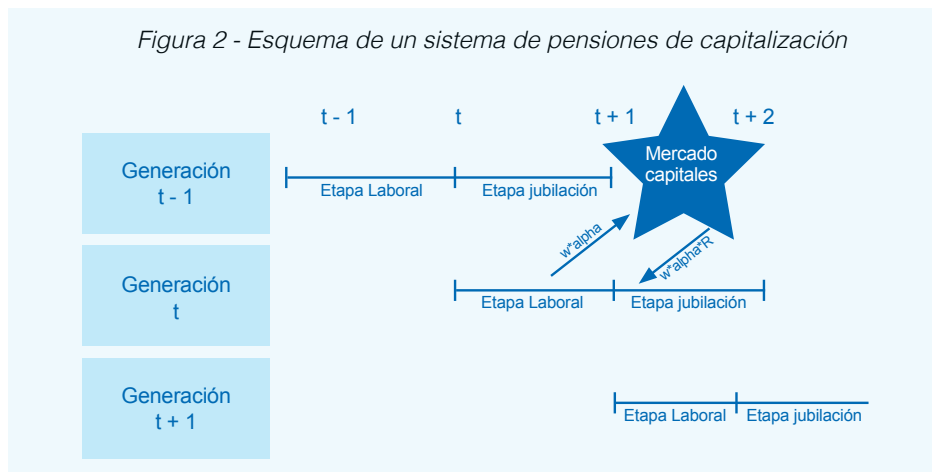 Figura 2 - Esquema de un sistema de pensiones de capitalización
t - 1 t t + 1 t + 2
Mercado
capitales
Generación
t - 1
Etapa Laboral Etapa jubilación
w*alpha
w*alpha*R
Generación
t
Etapa Laboral Etapa jubilación
Generación
t + 1
Etapa Laboral Etapa jubilación